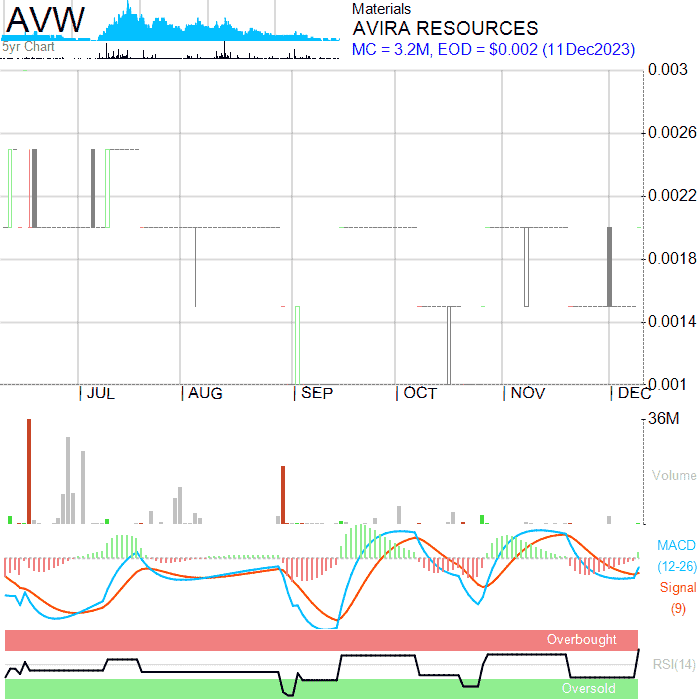 AVW
5yr Chart
Materials
AVIRA RESOURCES
MC = 3.2M, EOD = $0.002 (11Dec2023)
0.003
0.0026
0.0022
0.0018
0.0014
0.001
JUL
AUG
SEP
OCT
NOV
DEC
36M
Volume
MACD
(12-26)
Signal
(9)
Overbought
RSI(14)
Oversold